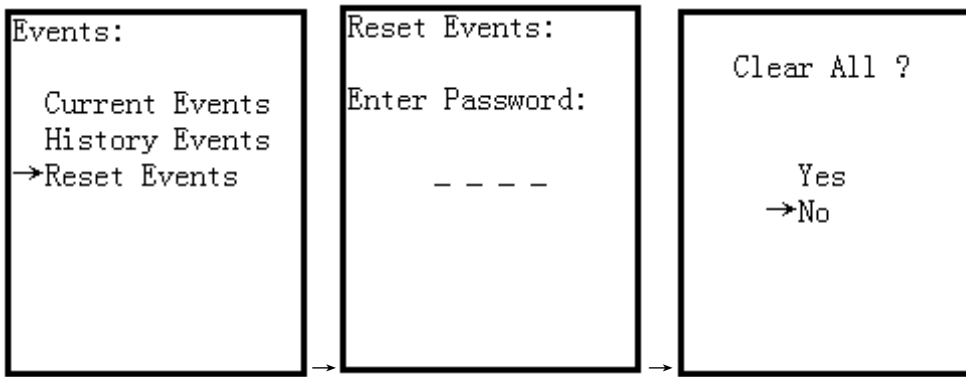 Events:
Current Events
History Events
→Reset Events
→
Reset Events:
Enter Password:
_ _ _ _
→
Clear All ?
Yes
→No